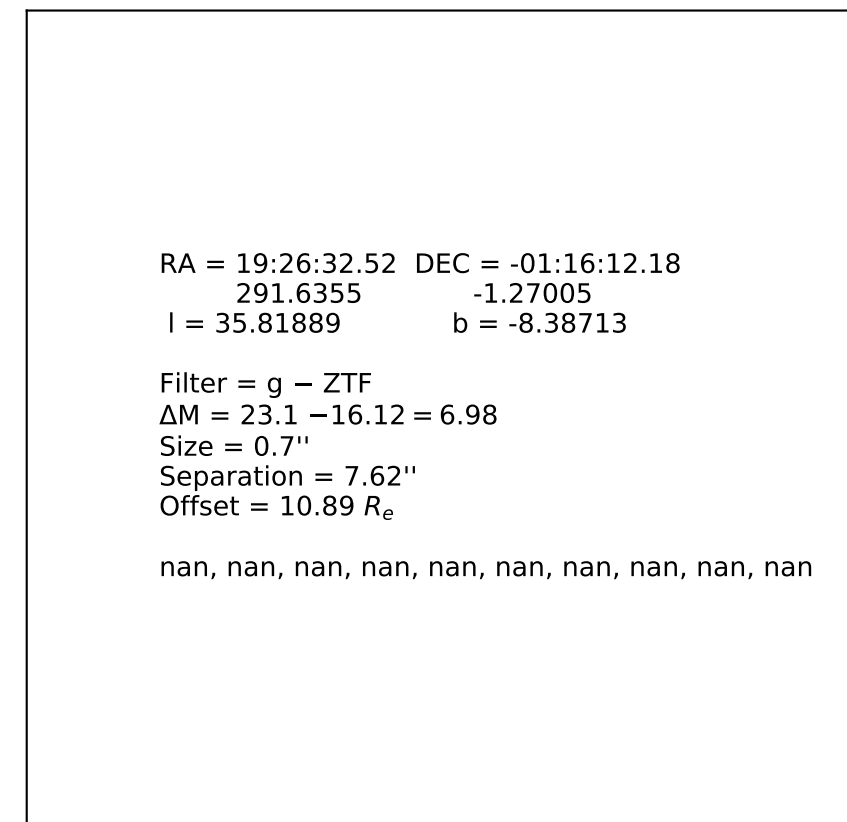 RA = 19:26:32.52  DEC = -01:16:12.18
291.6355  -1.27005
l = 35.81889  b = -8.38713
Filter = g − ZTF
ΔM = 23.1 −16.12 = 6.98
Size = 0.7''
Separation = 7.62''
Offset = 10.89 Re
nan, nan, nan, nan, nan, nan, nan, nan, nan, nan